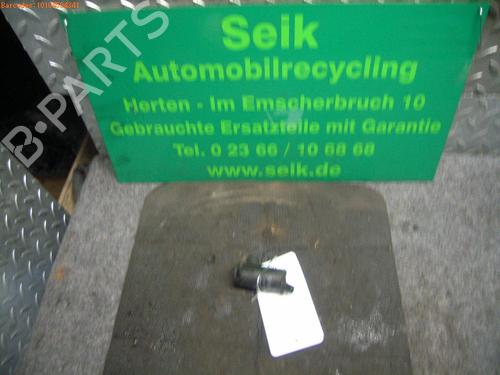 B-PARTS
Seik
Automobilrecycling
Herten - Im Emscherbruch 10
Gebrauchte Ersatzteile mit Garantie
Tel. 0 23 66 / 10 68 68
www.seik.de
B-PARTS